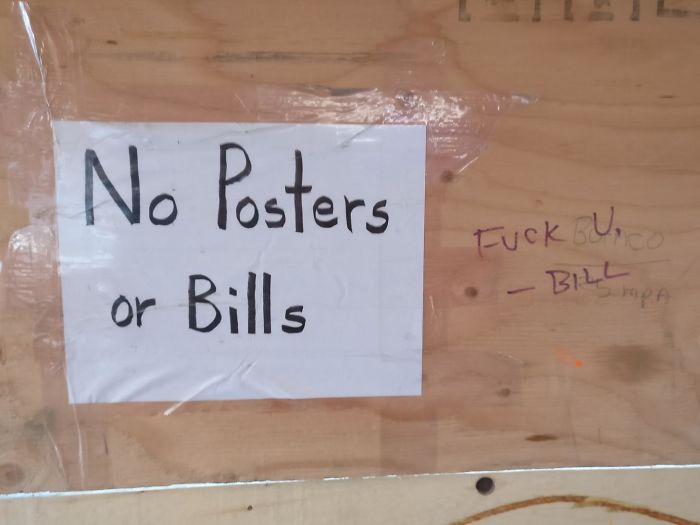 No Posters
or Bills
FUCK U,
— BILL